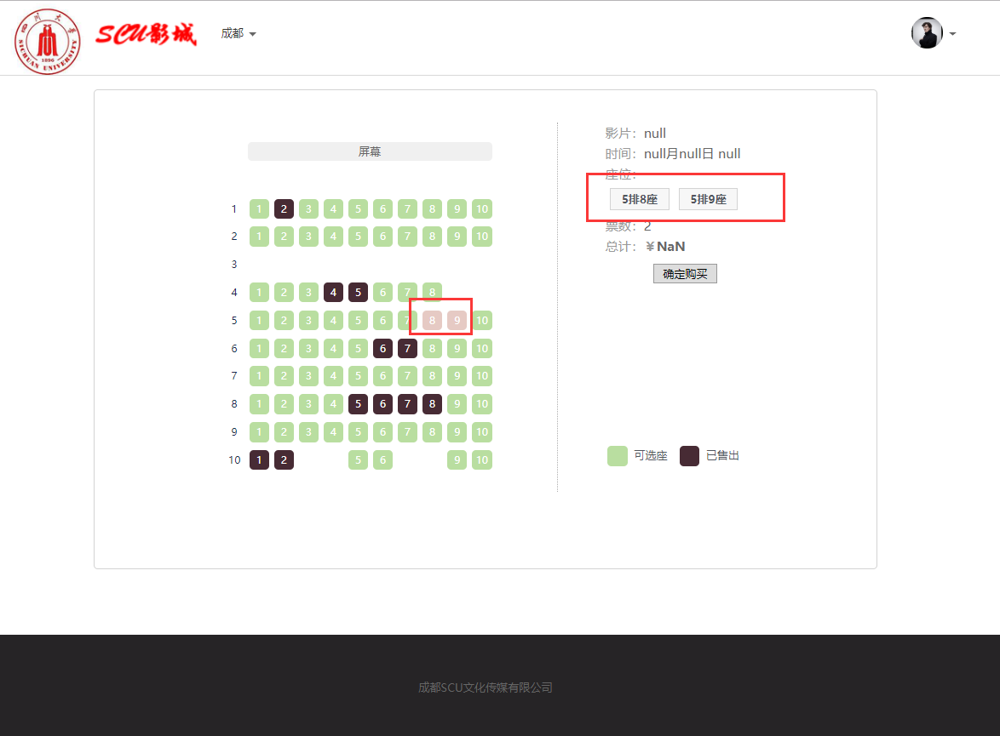 四川大学
SICHUAN UNIVERSITY
1896
SCU影城
成都
屏幕
1 1 2 3 4 5 6 7 8 9 10
2 1 2 3 4 5 6 7 8 9 10
3
4 1 2 3 4 5 6 7 8
5 1 2 3 4 5 6 7 8 9 10
6 1 2 3 4 5 6 7 8 9 10
7 1 2 3 4 5 6 7 8 9 10
8 1 2 3 4 5 6 7 8 9 10
9 1 2 3 4 5 6 7 8 9 10
10 1 2 5 6 9 10
影片：null
时间：null月null日 null
座位：
5排8座 5排9座
票数：2
总计：￥NaN
确定购买
可选座 已售出
成都SCU文化传媒有限公司